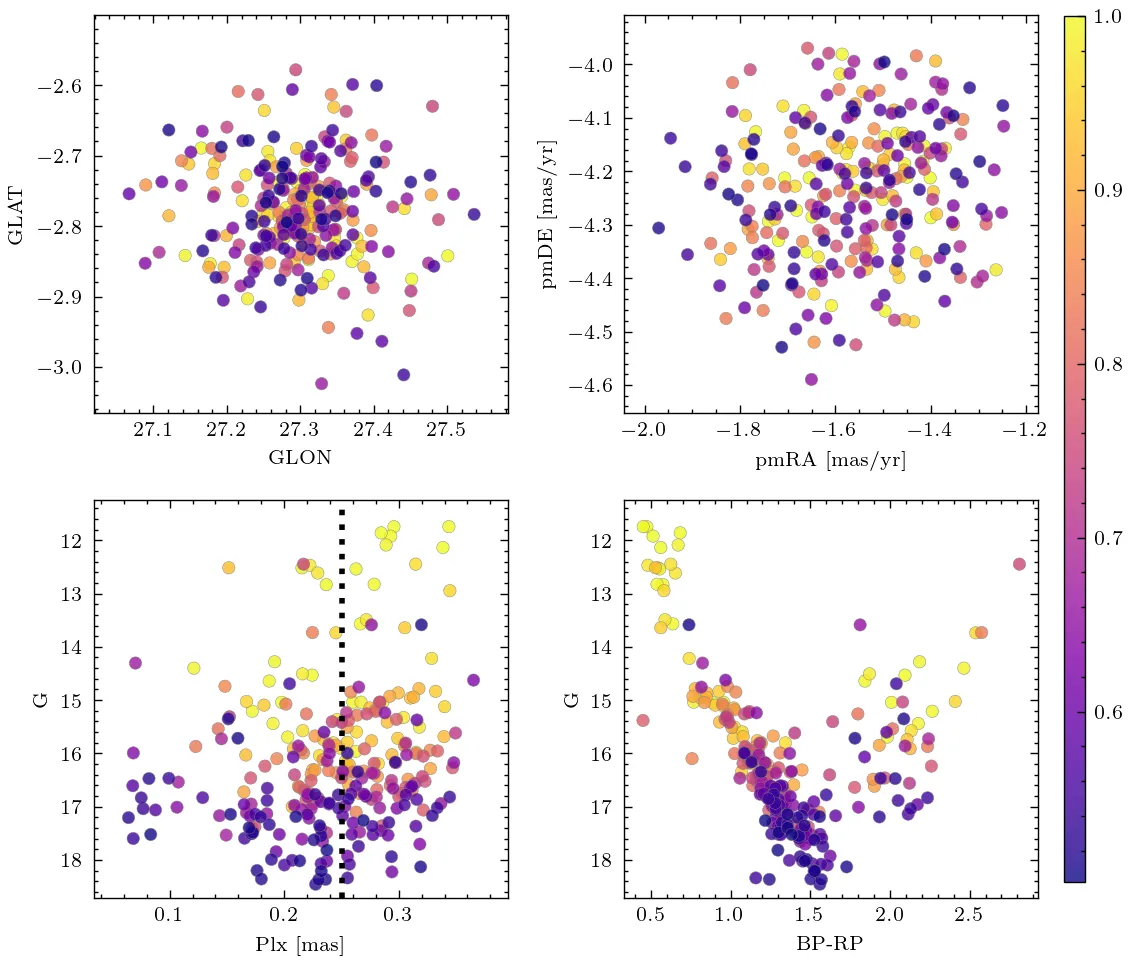 −2.6
−2.7
−2.8
−2.9
−3.0
GLAT
27.1 27.2 27.3 27.4 27.5
GLON
−4.0
−4.1
−4.2
−4.3
−4.4
−4.5
−4.6
pmDE [mas/yr]
−2.0 −1.8 −1.6 −1.4 −1.2
pmRA [mas/yr]
1.0
0.9
0.8
0.7
0.6
12
13
14
15
16
17
18
G
0.1 0.2 0.3
Plx [mas]
12
13
14
15
16
17
18
G
0.5 1.0 1.5 2.0 2.5
BP-RP